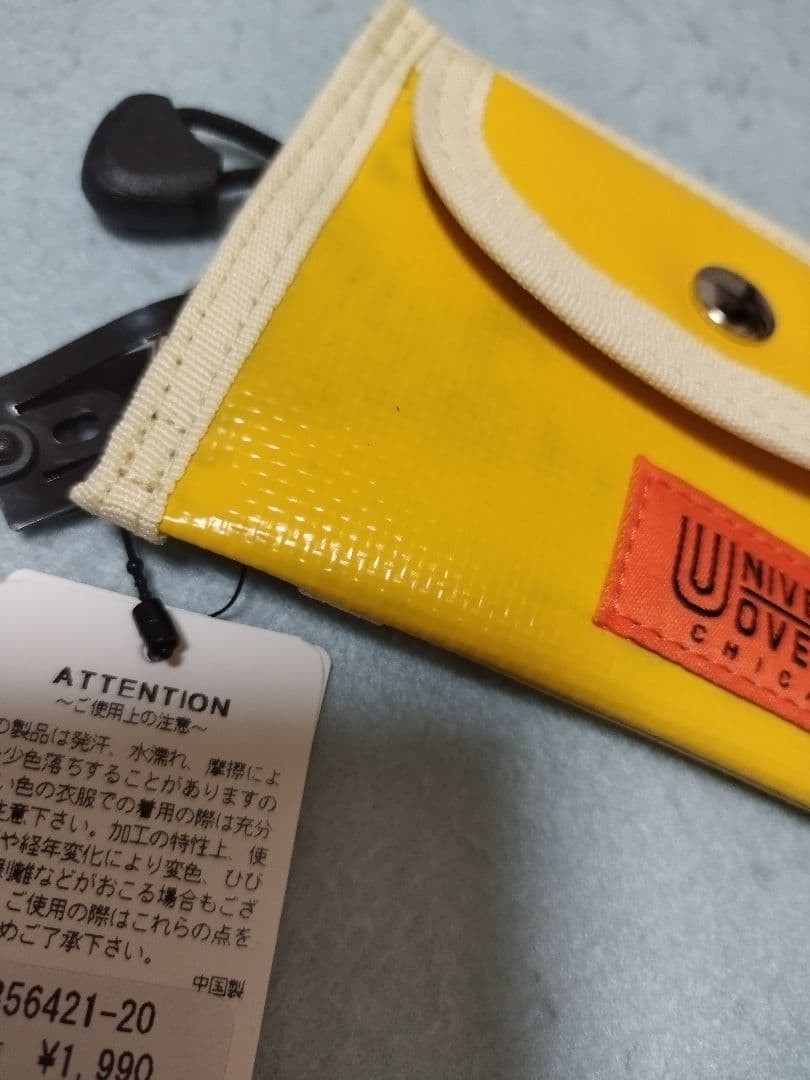 UNIVE
OVE
CHIC
ATTENTION
～ご使用上の注意～
の製品は発汗、水濡れ、摩擦によ
少色落ちすることがありますの
い色の衣服での着用の際は充分
注意下さい。加工の特性上、使
や経年変化により変色、ひび
剥離などがおこる場合もござ
ご使用の際はこれらの点を
めご了承下さい。
中国製
356421-20
¥1,990